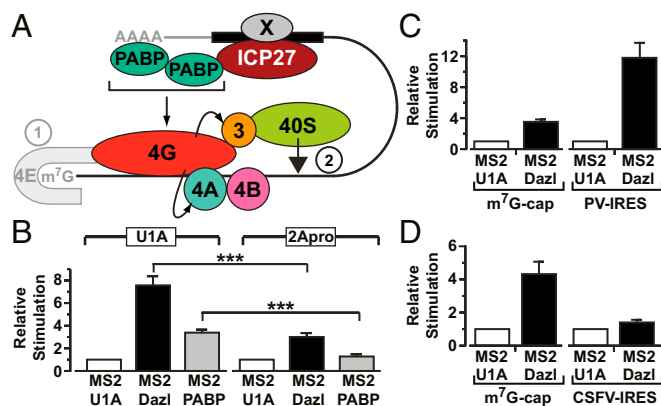 A
AAAA
X
PABP
PABP
ICP27
1
4G
3
40S
4E
m⁷G
2
4A
4B
B
U1A
2Apro
Relative
Stimulation
8
6
4
2
0
***
***
MS2 MS2 MS2 MS2 MS2 MS2
U1A Dazl PABP U1A Dazl PABP
C
Relative
Stimulation
12
8
4
0
MS2 MS2 MS2 MS2
U1A Dazl U1A Dazl
m⁷G-cap PV-IRES
D
Relative
Stimulation
6
4
2
0
MS2 MS2 MS2 MS2
U1A Dazl U1A Dazl
m⁷G-cap CSFV-IRES